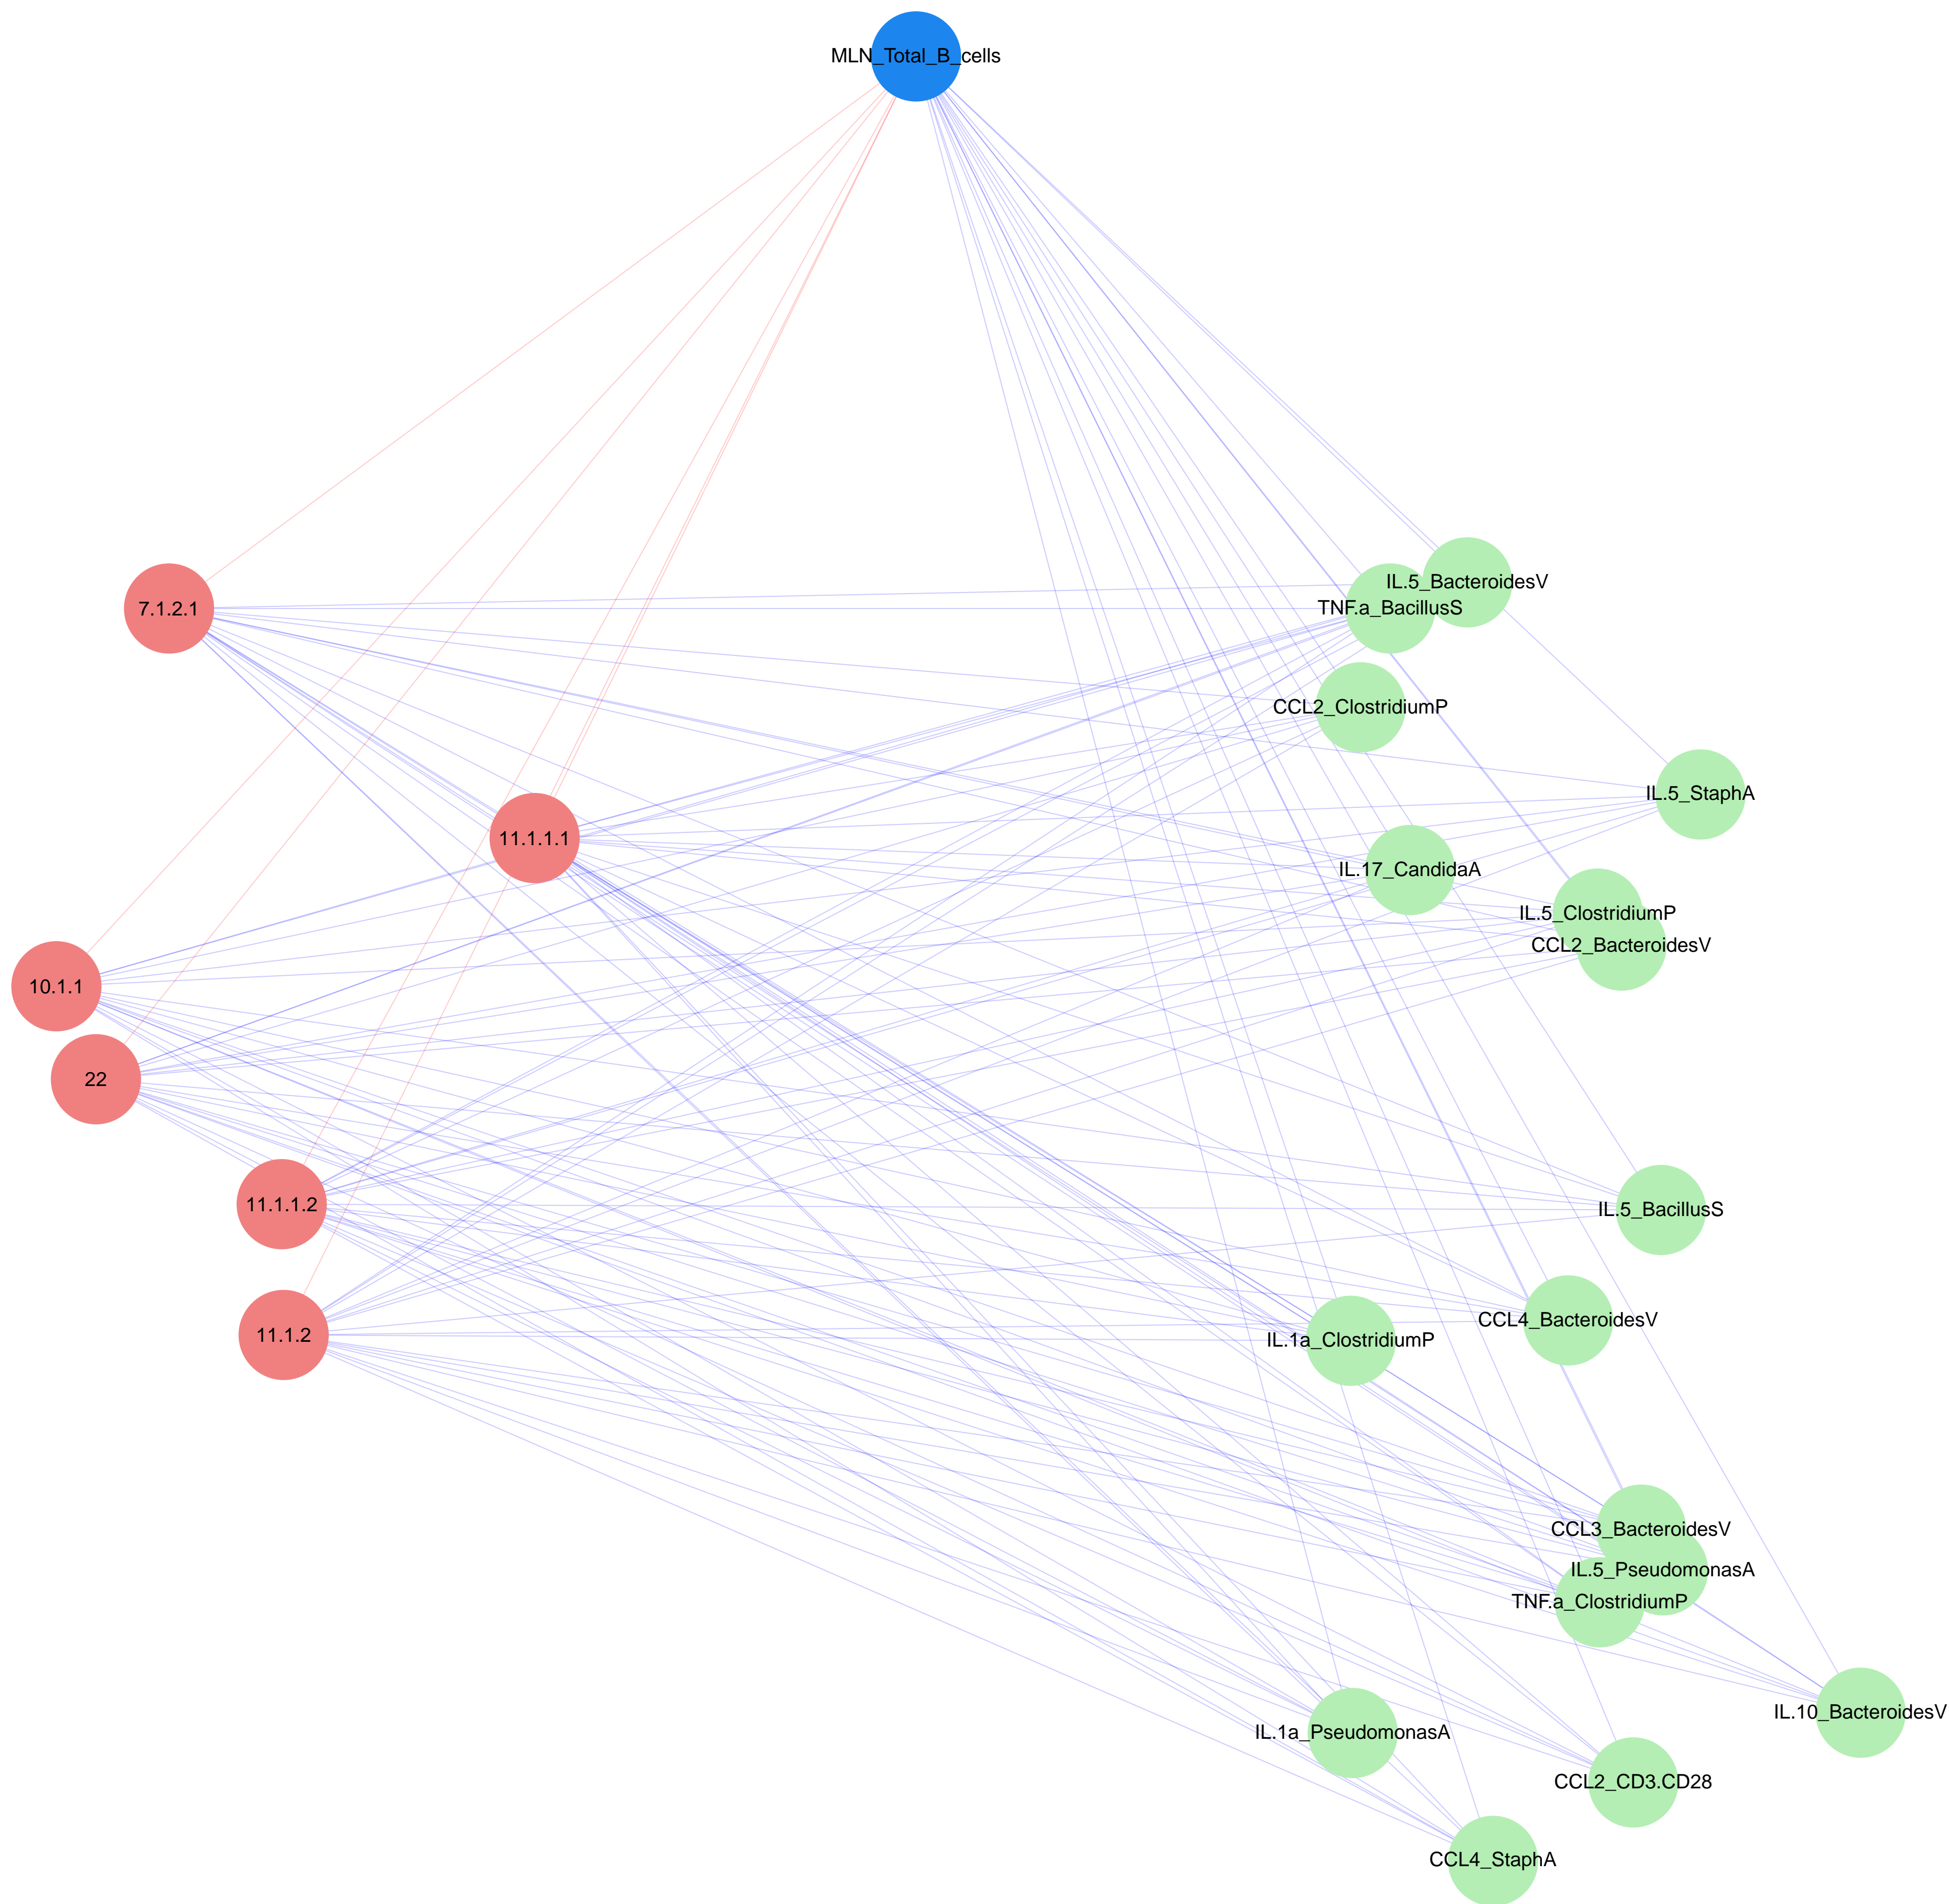 MLN_Total_B_cells
IL.5_BacteroidesV
7.1.2.1
TNF.a_BacillusS
CCL2_ClostridiumP
IL.5_StaphA
11.1.1.1
IL.17_CandidaA
IL.5_ClostridiumP
CCL2_BacteroidesV
10.1.1
22
11.1.1.2
IL.5_BacillusS
CCL4_BacteroidesV
11.1.2
IL.1a_ClostridiumP
CCL3_BacteroidesV
IL.5_PseudomonasA
TNF.a_ClostridiumP
IL.10_BacteroidesV
IL.1a_PseudomonasA
CCL2_CD3.CD28
CCL4_StaphA